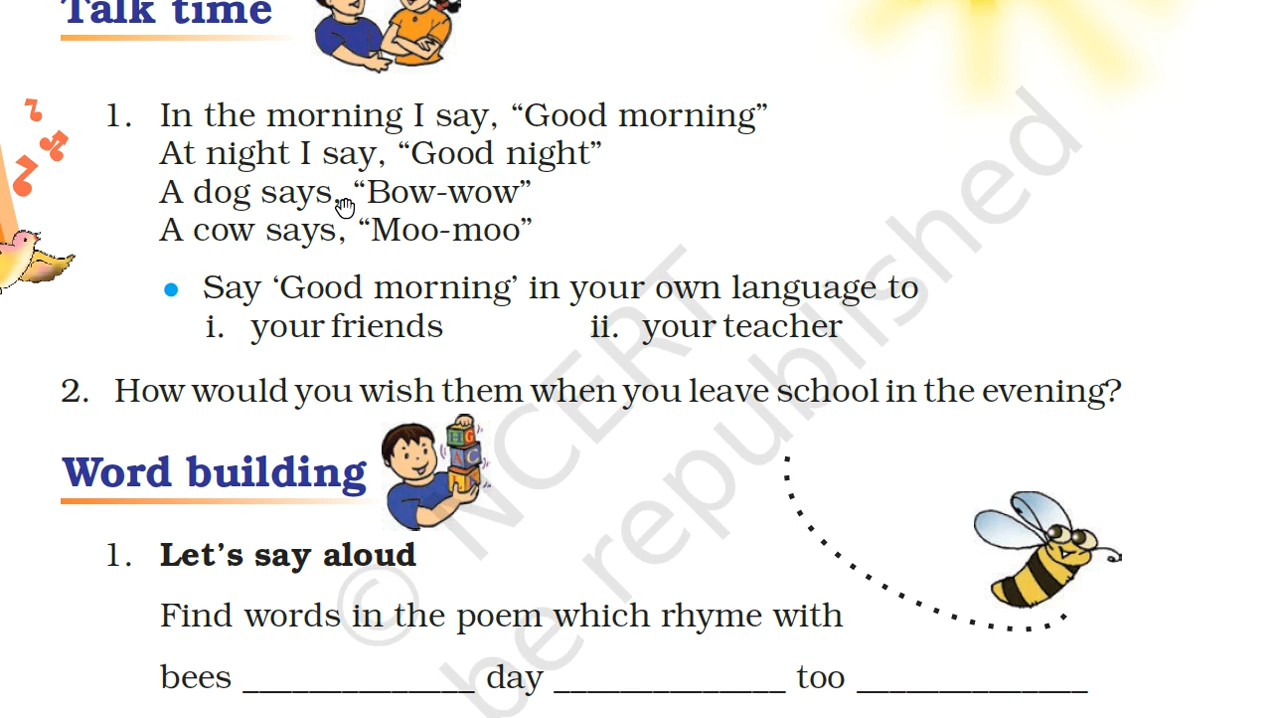 Talk time
1. In the morning I say, “Good morning”
At night I say, “Good night”
A dog says, “Bow-wow”
A cow says, “Moo-moo”
• Say ‘Good morning’ in your own language to
i. your friends ii. your teacher
2. How would you wish them when you leave school in the evening?
Word building
1. Let’s say aloud
Find words in the poem which rhyme with
bees ______________ day ______________ too ______________
© NCERT
be republished